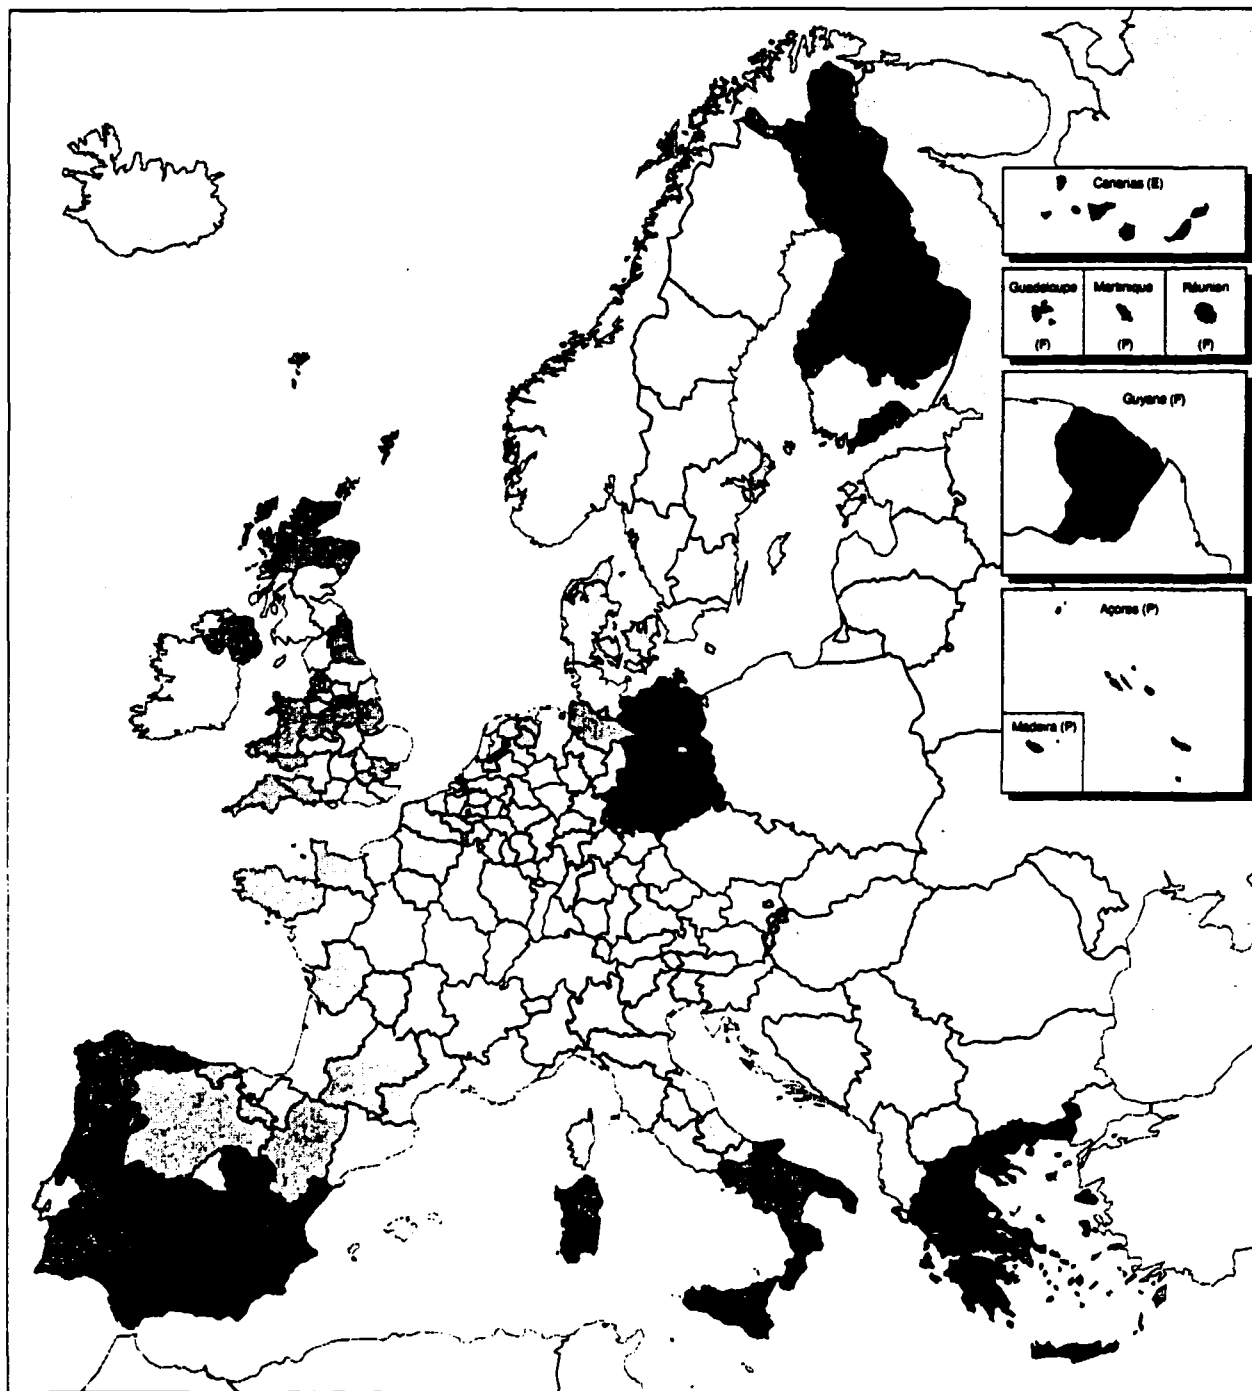 Canarias (E)
Guadeloupe Martinique Réunion
(F) (F) (F)
Guyane (F)
Açores (P)
Madeira (P)